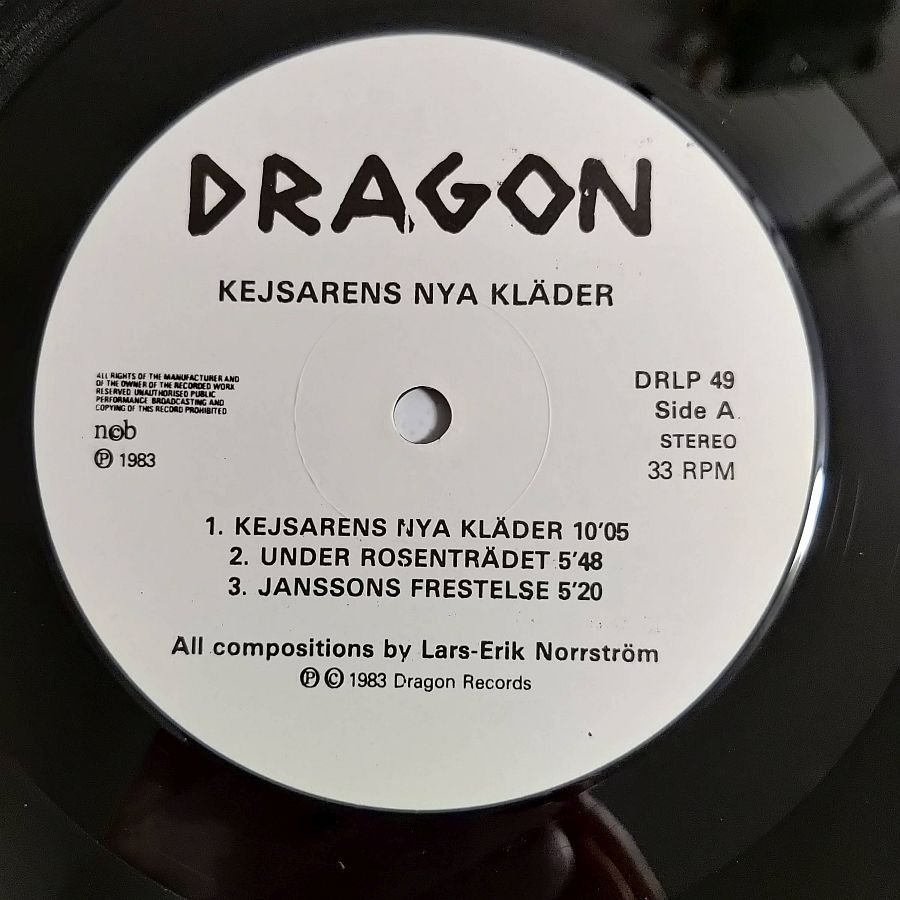 DRAGON
KEJSARENS NYA KLÄDER
ALL RIGHTS OF THE MANUFACTURER AND
OF THE OWNER OF THE RECORDED WORK
RESERVED UNAUTHORISED PUBLIC
PERFORMANCE BROADCASTING AND
COPYING OF THIS RECORD PROHIBITED
ncb
Ⓟ 1983
DRLP 49
Side A
STEREO
33 RPM
1. KEJSARENS NYA KLÄDER 10'05
2. UNDER ROSENTRÄDET 5'48
3. JANSSONS FRESTELSE 5'20
All compositions by Lars-Erik Norrström
Ⓟ © 1983 Dragon Records